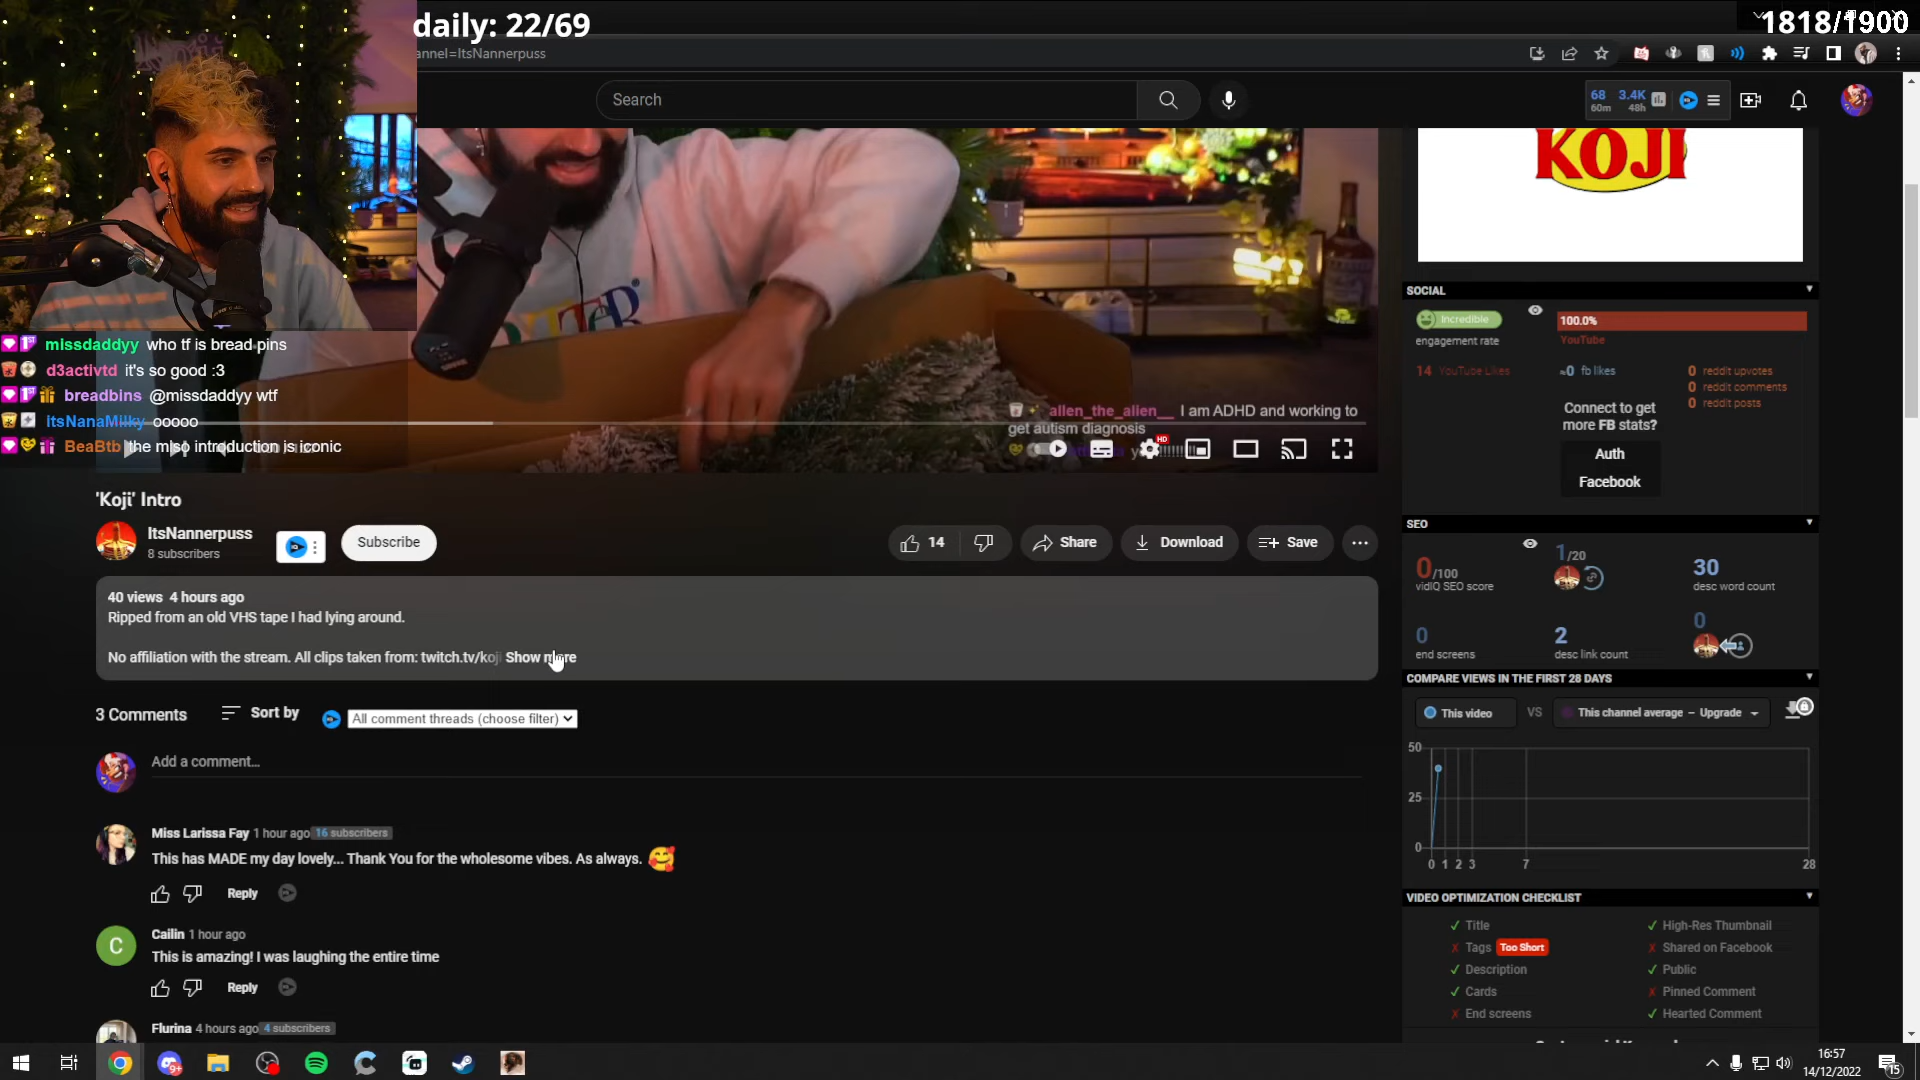 daily: 22/69
1818/1900
annel=ItsNannerpuss
Search
68
60m
3.4K
48h
KOJI
mIssdaddyy who tf is bread pins
d3activtd it's so good :3
breadbins @missdaddyy wtf
ItsNanaMilky ooooo
BeaBtb the miso introduction is iconic
alien_the_alien__ I am ADHD and working to
get autism diagnosis
HD
'Koji' Intro
ItsNannerpuss
8 subscribers
Subscribe
14
Share
Download
Save
40 views 4 hours ago
Ripped from an old VHS tape I had lying around.
No affiliation with the stream. All clips taken from: twitch.tv/koji Show more
3 Comments
Sort by
All comment threads (choose filter)
Add a comment...
Miss Larissa Fay 1 hour ago 16 subscribers
This has MADE my day lovely... Thank You for the wholesome vibes. As always.
Reply
C
Cailin 1 hour ago
This is amazing! I was laughing the entire time
Reply
Flurina 4 hours ago 4 subscribers
SOCIAL
Incredible
engagement rate
100.0%
YouTube
14 YouTube Likes
≈0 fb likes
0 reddit upvotes
0 reddit comments
0 reddit posts
Connect to get
more FB stats?
Auth
Facebook
SEO
0/100
vidIQ SEO score
1/20
30
desc word count
0
end screens
2
desc link count
0
COMPARE VIEWS IN THE FIRST 28 DAYS
This video
VS
This channel average – Upgrade
50
25
0
0 1 2 3 7 28
VIDEO OPTIMIZATION CHECKLIST
Title
High-Res Thumbnail
Tags Too Short
Shared on Facebook
Description
Public
Cards
Pinned Comment
End screens
Hearted Comment
9+
16:57
14/12/2022
15